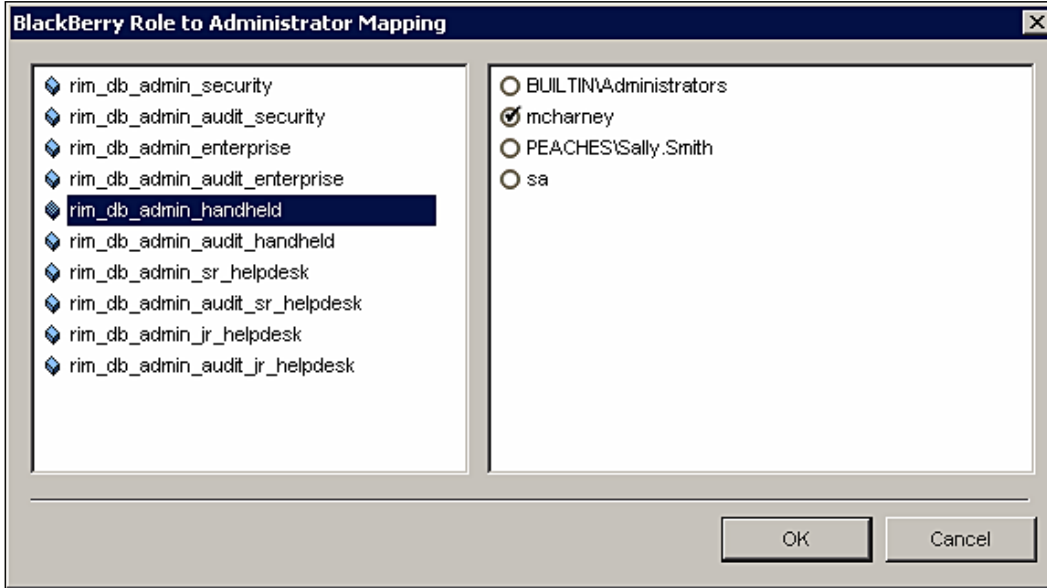 BlackBerry Role to Administrator Mapping
rim_db_admin_security
rim_db_admin_audit_security
rim_db_admin_enterprise
rim_db_admin_audit_enterprise
rim_db_admin_handheld
rim_db_admin_audit_handheld
rim_db_admin_sr_helpdesk
rim_db_admin_audit_sr_helpdesk
rim_db_admin_jr_helpdesk
rim_db_admin_audit_jr_helpdesk
BUILTIN\Administrators
mcharney
PEACHES\Sally.Smith
sa
OK
Cancel